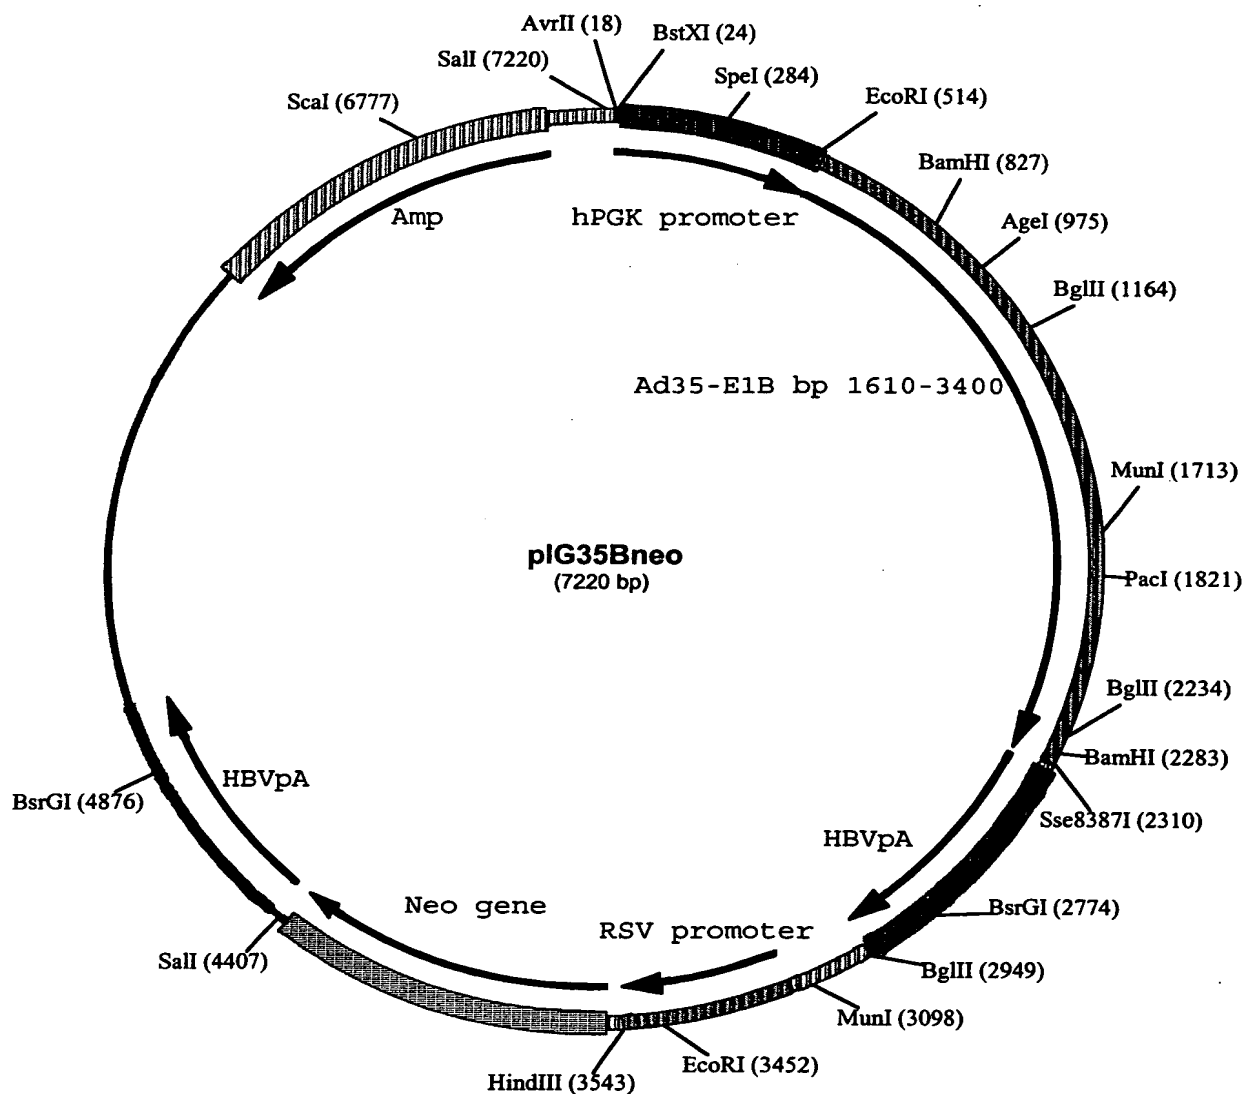 AvrII (18)
BstXI (24)
SalI (7220)
SpeI (284)
ScaI (6777)
EcoRI (514)
BamHI (827)
Amp
hPGK promoter
AgeI (975)
BglII (1164)
Ad35-E1B bp 1610-3400
MunI (1713)
pIG35Bneo
(7220 bp)
PacI (1821)
BglII (2234)
BamHI (2283)
HBVpA
BsrGI (4876)
Sse8387I (2310)
HBVpA
Neo gene
BsrGI (2774)
RSV promoter
SalI (4407)
BglII (2949)
MunI (3098)
EcoRI (3452)
HindIII (3543)